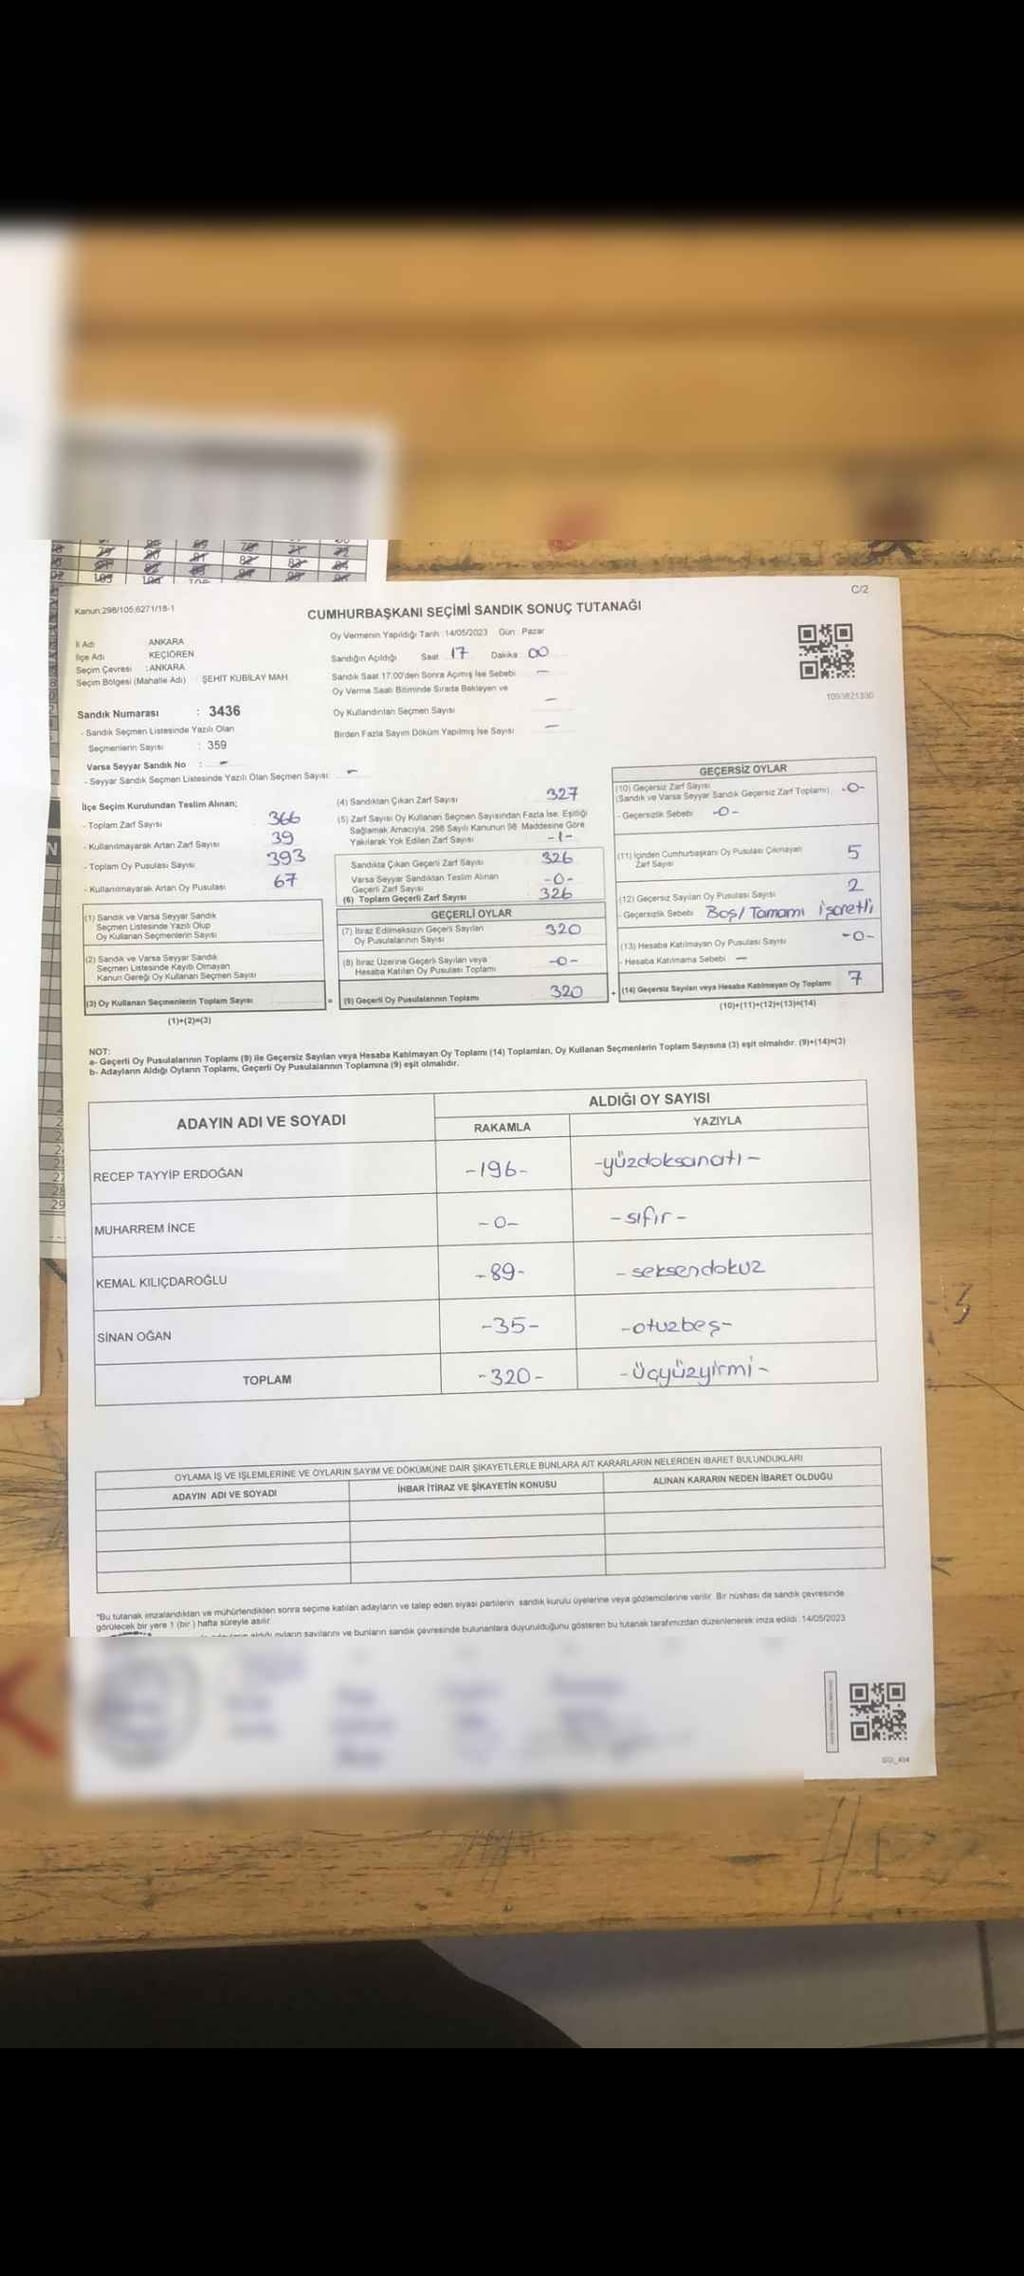 C/2
Kanun:298/105,6271/18-1
CUMHURBAŞKANI SEÇİMİ SANDIK SONUÇ TUTANAĞI
İl Adı ANKARA
İlçe Adı KEÇİÖREN
Seçim Çevresi : ANKARA
Seçim Bölgesi (Mahalle Adı) : ŞEHİT KUBİLAY MAH
Oy Vermenin Yapıldığı Tarih :14/05/2023 Gün : Pazar
Sandığın Açıldığı Saat 17 Dakika 00
Sandık Saat 17:00'den Sonra Açımış İse Sebebi —
Oy Verme Saati Bitiminde Sırada Bekleyen ve
Oy Kullandırılan Seçmen Sayısı —
Birden Fazla Sayım Döküm Yapılmış İse Sayısı —
Sandık Numarası : 3436
- Sandık Seçmen Listesinde Yazılı Olan
Seçmenlerin Sayısı : 359
Varsa Seyyar Sandık No : -
- Seyyar Sandık Seçmen Listesinde Yazılı Olan Seçmen Sayısı: -
İlçe Seçim Kurulundan Teslim Alınan;
- Toplam Zarf Sayısı 366
- Kullanılmayarak Artan Zarf Sayısı 39
- Toplam Oy Pusulası Sayısı 393
- Kullanılmayarak Artan Oy Pusulası 67
(1) Sandık ve Varsa Seyyar Sandık
Seçmen Listesinde Yazılı Olup
Oy Kullanan Seçmenlerin Sayısı
(2) Sandık ve Varsa Seyyar Sandık
Seçmen Listesinde Kayıtlı Olmayan
Kanun Gereği Oy Kullanan Seçmen Sayısı
(3) Oy Kullanan Seçmenlerin Toplam Sayısı
(1)+(2)=(3)
(4) Sandıktan Çıkan Zarf Sayısı 327
(5) Zarf Sayısı Oy Kullanan Seçmen Sayısından Fazla İse, Eşitliği
Sağlamak Amacıyla, 298 Sayılı Kanunun 98. Maddesine Göre
Yakılarak Yok Edilen Zarf Sayısı -1-
Sandıkta Çıkan Geçerli Zarf Sayısı 326
Varsa Seyyar Sandıktan Teslim Alınan
Geçerli Zarf Sayısı -0-
(6) Toplam Geçerli Zarf Sayısı 326
GEÇERLİ OYLAR
(7) İtiraz Edilmeksizin Geçerli Sayılan
Oy Pusulalarının Sayısı 320
(8) İtiraz Üzerine Geçerli Sayılan veya
Hesaba Katılan Oy Pusulası Toplamı -0-
= (9) Geçerli Oy Pusulalarının Toplamı 320
GEÇERSİZ OYLAR
(10) Geçersiz Zarf Sayısı
(Sandık ve Varsa Seyyar Sandık Geçersiz Zarf Toplamı) -0-
- Geçersizlik Sebebi -0-
(11) İçinden Cumhurbaşkanı Oy Pusulası Çıkmayan
Zarf Sayısı 5
(12) Geçersiz Sayılan Oy Pusulası Sayısı 2
- Geçersizlik Sebebi Boş/ Tamamı işaretli
(13) Hesaba Katılmayan Oy Pusulası Sayısı -0-
- Hesaba Katılmama Sebebi —
+ (14) Geçersiz Sayılan veya Hesaba Katılmayan Oy Toplamı 7
(10)+(11)+(12)+(13)=(14)
NOT:
a- Geçerli Oy Pusulalarının Toplamı (9) ile Geçersiz Sayılan veya Hesaba Katılmayan Oy Toplamı (14) Toplamları, Oy Kullanan Seçmenlerin Toplam Sayısına (3) eşit olmalıdır. (9)+(14)=(3)
b- Adayların Aldığı Oyların Toplamı, Geçerli Oy Pusulalarının Toplamına (9) eşit olmalıdır.
ADAYIN ADI VE SOYADI ALDIĞI OY SAYISI
RAKAMLA YAZIYLA
RECEP TAYYİP ERDOĞAN -196- -yüzdoksanaltı-
MUHARREM İNCE -0- -sıfır-
KEMAL KILIÇDAROĞLU -89- -seksendokuz
SİNAN OĞAN -35- -otuzbeş-
TOPLAM -320- -üçyüzyirmi-
OYLAMA İŞ VE İŞLEMLERİNE VE OYLARIN SAYIM VE DÖKÜMÜNE DAİR ŞİKAYETLERLE BUNLARA AİT KARARLARIN NELERDEN İBARET BULUNDUKLARI
ADAYIN ADI VE SOYADI İHBAR İTİRAZ VE ŞİKAYETİN KONUSU ALINAN KARARIN NEDEN İBARET OLDUĞU
*Bu tutanak imzalandıktan ve mühürlendikten sonra seçime katılan adayların ve talep eden siyasi partilerin sandık kurulu üyelerine veya gözlemcilerine verilir. Bir nüshası da sandık çevresinde
görülecek bir yere 1 (bir ) hafta süreyle asılır.
aldığı oyların sayılarını ve bunların sandık çevresinde bulunanlara duyurulduğunu gösteren bu tutanak tarafımızdan düzenlenerek imza edildi. 14/05/2023